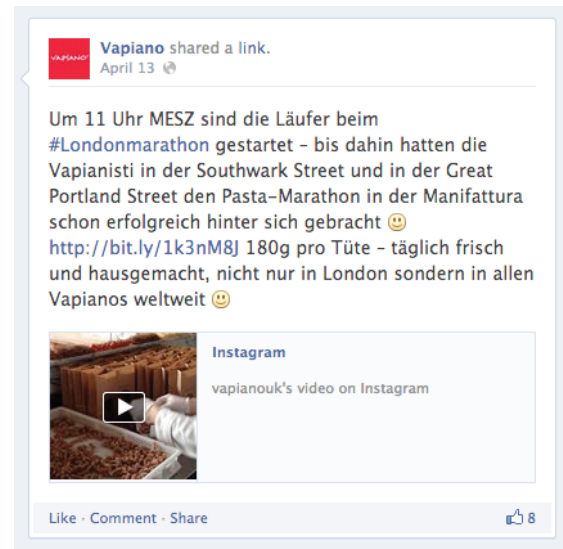 VAPIANO
Vapiano shared a link.
April 13
Um 11 Uhr MESZ sind die Läufer beim
#Londonmarathon gestartet – bis dahin hatten die
Vapianisti in der Southwark Street und in der Great
Portland Street den Pasta-Marathon in der Manifattura
schon erfolgreich hinter sich gebracht
http://bit.ly/1k3nM8J 180g pro Tüte – täglich frisch
und hausgemacht, nicht nur in London sondern in allen
Vapianos weltweit
Instagram
vapianouk's video on Instagram
Like · Comment · Share
8